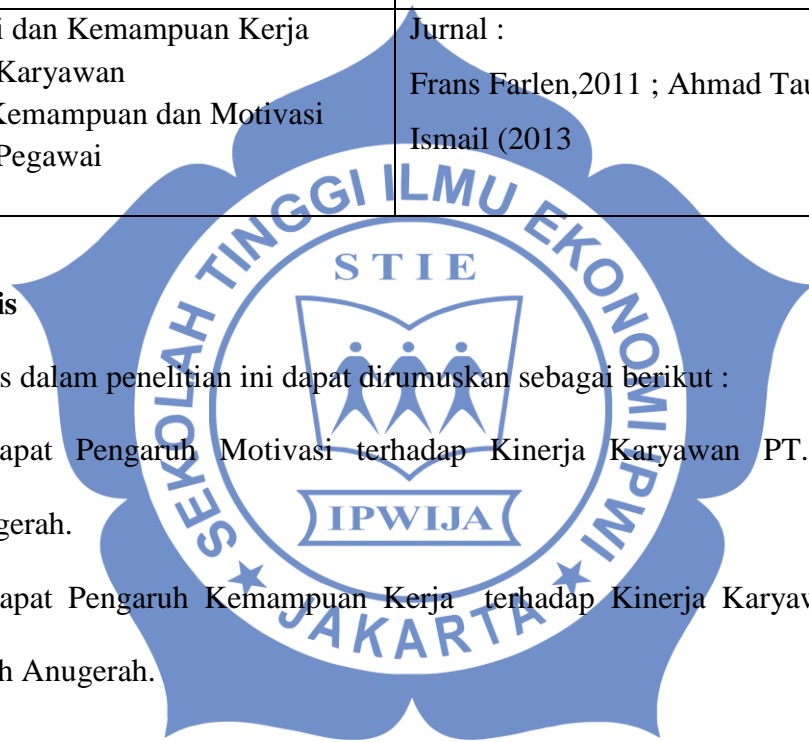 i dan Kemampuan Kerja
Karyawan
Kemampuan dan Motivasi
Pegawai
Jurnal :
Frans Farlen,2011 ; Ahmad Tau
Ismail (2013
is
s dalam penelitian ini dapat dirumuskan sebagai berikut :
apat Pengaruh Motivasi terhadap Kinerja Karyawan PT.
gerah.
apat Pengaruh Kemampuan Kerja terhadap Kinerja Karyaw
h Anugerah.
SEKOLAH TINGGI ILMU EKONOMI IPWI
STIE
IPWIJA
★ JAKARTA ★